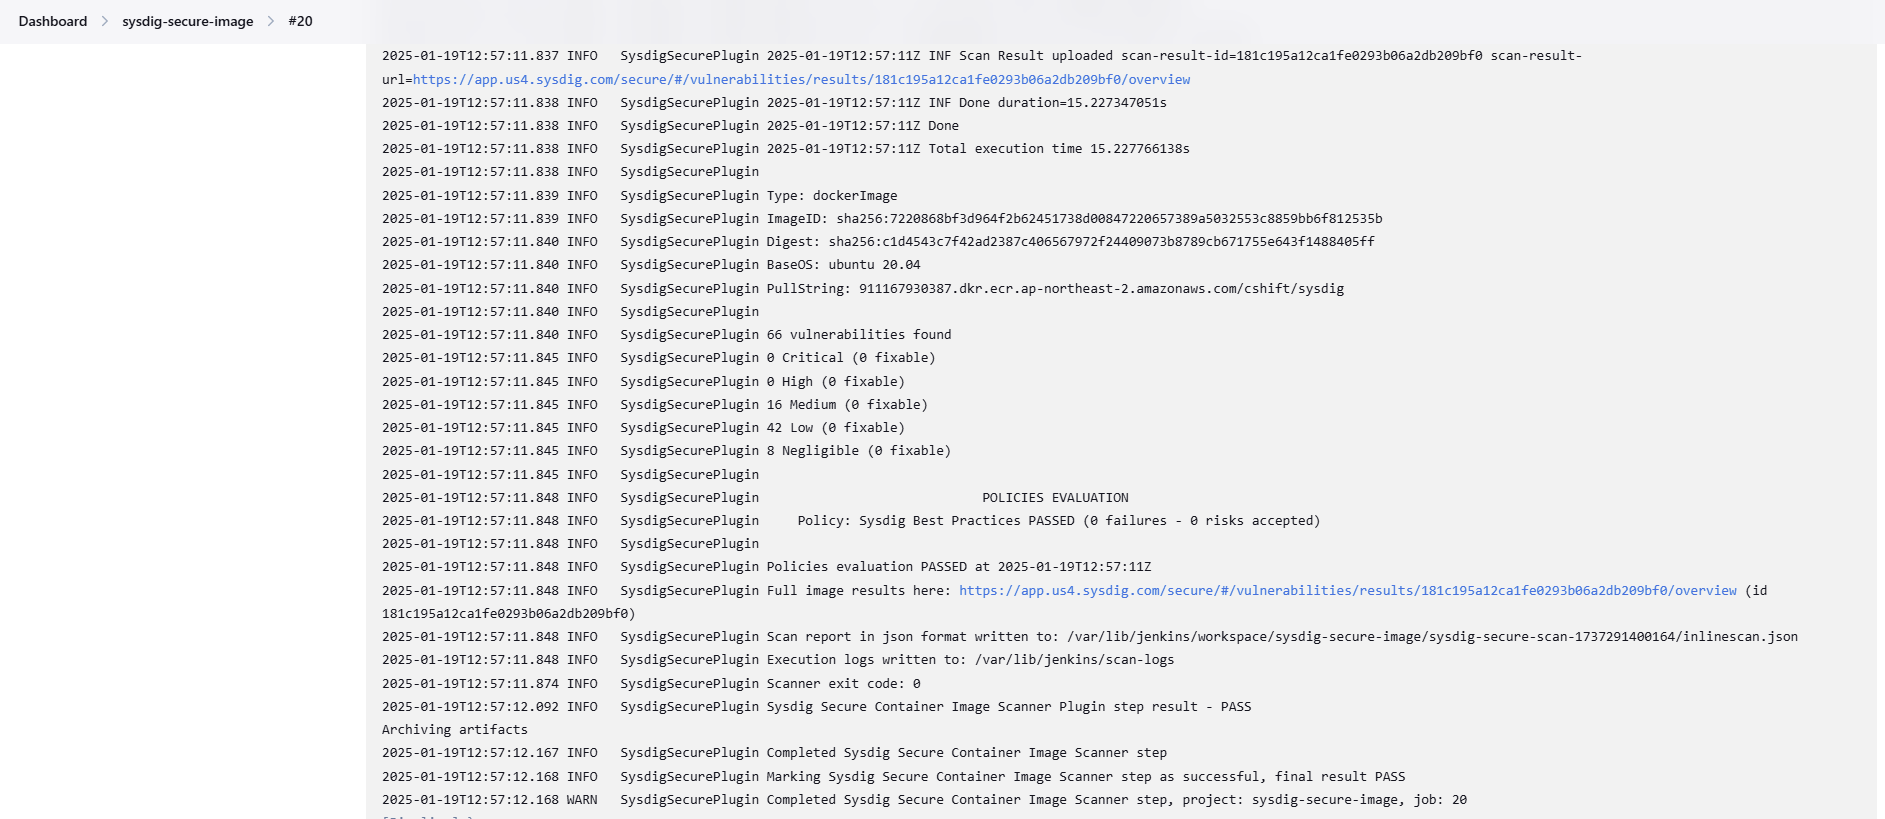 Dashboard > sysdig-secure-image > #20
2025-01-19T12:57:11.837 INFO   SysdigSecurePlugin 2025-01-19T12:57:11Z INF Scan Result uploaded scan-result-id=181c195a12ca1fe0293b06a2db209bf0 scan-result-
url=https://app.us4.sysdig.com/secure/#/vulnerabilities/results/181c195a12ca1fe0293b06a2db209bf0/overview
2025-01-19T12:57:11.838 INFO   SysdigSecurePlugin 2025-01-19T12:57:11Z INF Done duration=15.227347051s
2025-01-19T12:57:11.838 INFO   SysdigSecurePlugin 2025-01-19T12:57:11Z Done
2025-01-19T12:57:11.838 INFO   SysdigSecurePlugin 2025-01-19T12:57:11Z Total execution time 15.227766138s
2025-01-19T12:57:11.838 INFO   SysdigSecurePlugin
2025-01-19T12:57:11.839 INFO   SysdigSecurePlugin Type: dockerImage
2025-01-19T12:57:11.839 INFO   SysdigSecurePlugin ImageID: sha256:7220868bf3d964f2b62451738d00847220657389a5032553c8859bb6f812535b
2025-01-19T12:57:11.840 INFO   SysdigSecurePlugin Digest: sha256:c1d4543c7f42ad2387c406567972f24409073b8789cb671755e643f1488405ff
2025-01-19T12:57:11.840 INFO   SysdigSecurePlugin BaseOS: ubuntu 20.04
2025-01-19T12:57:11.840 INFO   SysdigSecurePlugin PullString: 911167930387.dkr.ecr.ap-northeast-2.amazonaws.com/cshift/sysdig
2025-01-19T12:57:11.840 INFO   SysdigSecurePlugin
2025-01-19T12:57:11.840 INFO   SysdigSecurePlugin 66 vulnerabilities found
2025-01-19T12:57:11.845 INFO   SysdigSecurePlugin 0 Critical (0 fixable)
2025-01-19T12:57:11.845 INFO   SysdigSecurePlugin 0 High (0 fixable)
2025-01-19T12:57:11.845 INFO   SysdigSecurePlugin 16 Medium (0 fixable)
2025-01-19T12:57:11.845 INFO   SysdigSecurePlugin 42 Low (0 fixable)
2025-01-19T12:57:11.845 INFO   SysdigSecurePlugin 8 Negligible (0 fixable)
2025-01-19T12:57:11.845 INFO   SysdigSecurePlugin
2025-01-19T12:57:11.848 INFO   SysdigSecurePlugin                             POLICIES EVALUATION
2025-01-19T12:57:11.848 INFO   SysdigSecurePlugin     Policy: Sysdig Best Practices PASSED (0 failures - 0 risks accepted)
2025-01-19T12:57:11.848 INFO   SysdigSecurePlugin
2025-01-19T12:57:11.848 INFO   SysdigSecurePlugin Policies evaluation PASSED at 2025-01-19T12:57:11Z
2025-01-19T12:57:11.848 INFO   SysdigSecurePlugin Full image results here: https://app.us4.sysdig.com/secure/#/vulnerabilities/results/181c195a12ca1fe0293b06a2db209bf0/overview (id
181c195a12ca1fe0293b06a2db209bf0)
2025-01-19T12:57:11.848 INFO   SysdigSecurePlugin Scan report in json format written to: /var/lib/jenkins/workspace/sysdig-secure-image/sysdig-secure-scan-1737291400164/inlinescan.json
2025-01-19T12:57:11.848 INFO   SysdigSecurePlugin Execution logs written to: /var/lib/jenkins/scan-logs
2025-01-19T12:57:11.874 INFO   SysdigSecurePlugin Scanner exit code: 0
2025-01-19T12:57:12.092 INFO   SysdigSecurePlugin Sysdig Secure Container Image Scanner Plugin step result - PASS
Archiving artifacts
2025-01-19T12:57:12.167 INFO   SysdigSecurePlugin Completed Sysdig Secure Container Image Scanner step
2025-01-19T12:57:12.168 INFO   SysdigSecurePlugin Marking Sysdig Secure Container Image Scanner step as successful, final result PASS
2025-01-19T12:57:12.168 WARN   SysdigSecurePlugin Completed Sysdig Secure Container Image Scanner step, project: sysdig-secure-image, job: 20